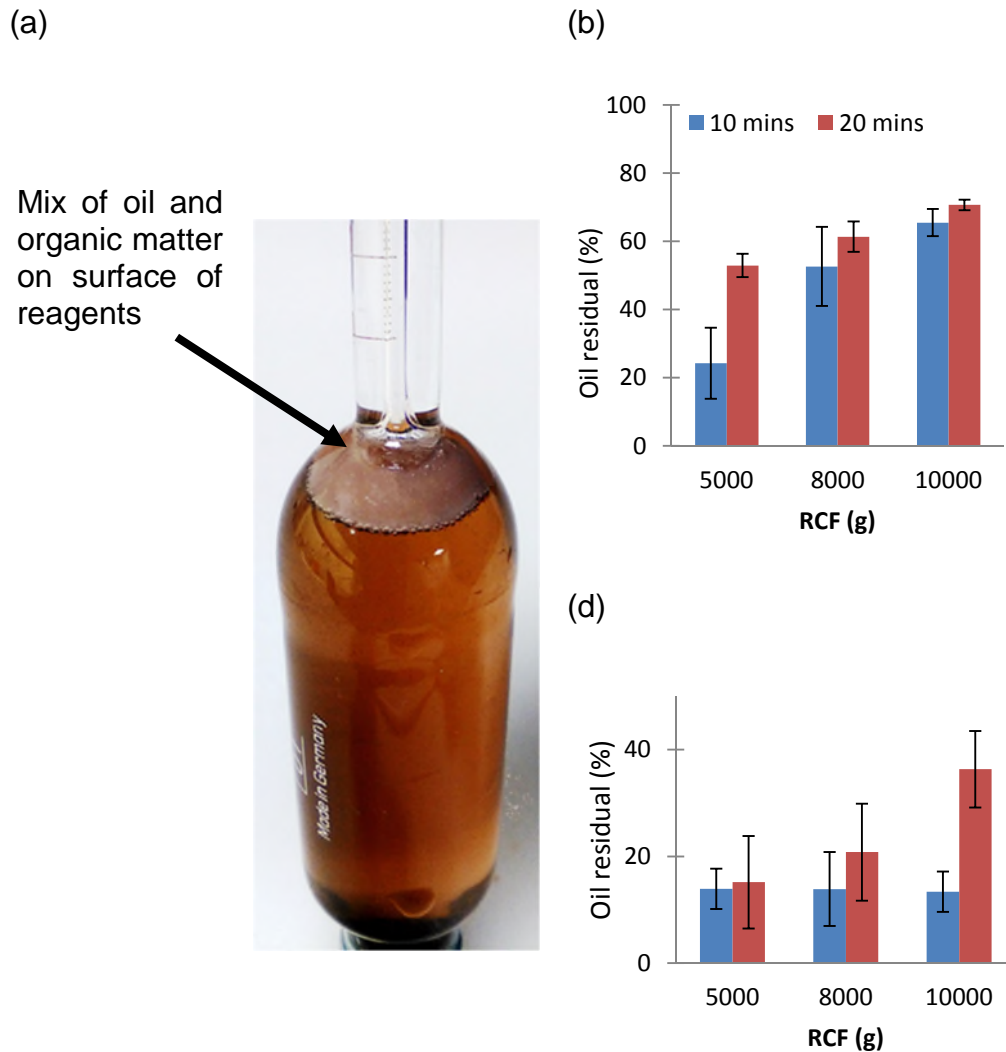 (a)
Mix of oil and
organic matter
on surface of
reagents
Made in Germany
(b)
100
80
60
40
20
0
Oil residual (%)
10 mins
20 mins
5000
8000
10000
RCF (g)
(d)
40
20
0
Oil residual (%)
5000
8000
10000
RCF (g)